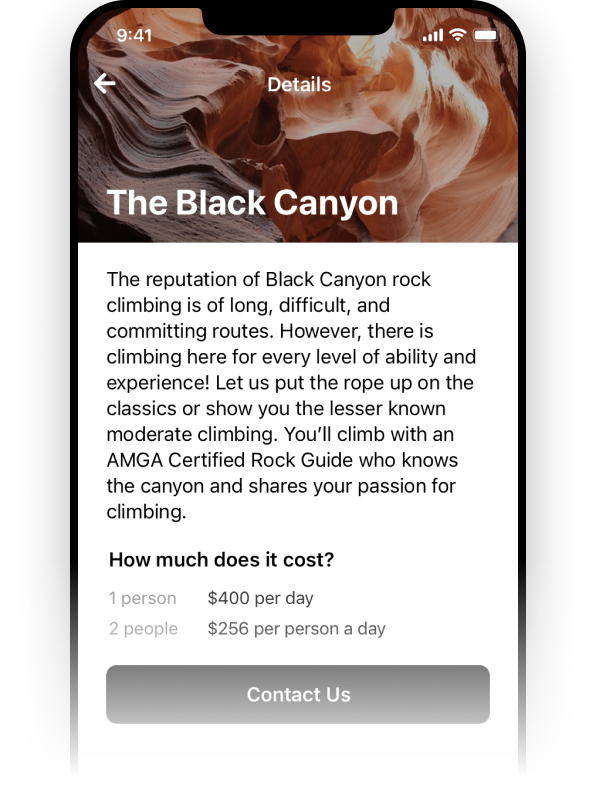 9:41
Details
The Black Canyon
The reputation of Black Canyon rock
climbing is of long, difficult, and
committing routes. However, there is
climbing here for every level of ability and
experience! Let us put the rope up on the
classics or show you the lesser known
moderate climbing. You’ll climb with an
AMGA Certified Rock Guide who knows
the canyon and shares your passion for
climbing.
How much does it cost?
1 person $400 per day
2 people $256 per person a day
Contact Us